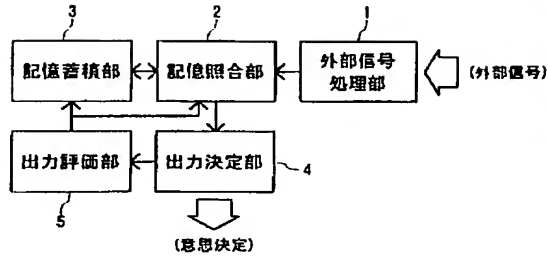 3
2
1
記憶蓄積部
記憶照合部
外部信号
処理部
(外部信号)
出力評価部
出力決定部
4
5
(意思決定)